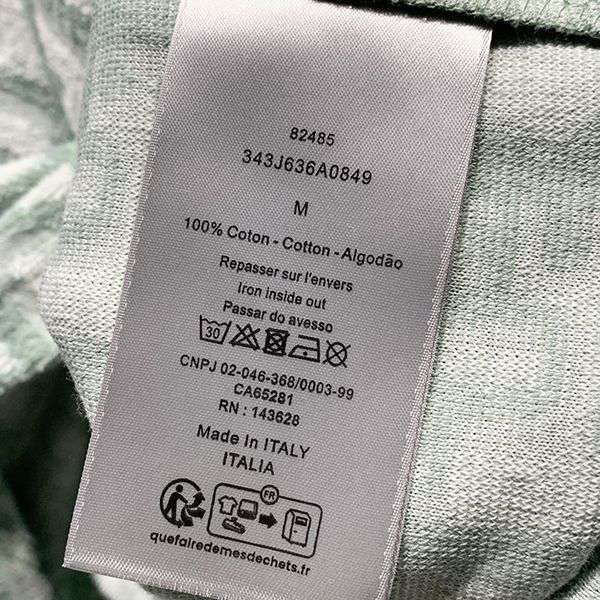 82485
343J636A0849
M
100% Coton - Cotton - Algodão
Repasser sur l'envers
Iron inside out
Passar do avesso
30
CNPJ 02-046-368/0003-99
CA65281
RN : 143628
Made In ITALY
ITALIA
FR
quefairedemesdechets.fr